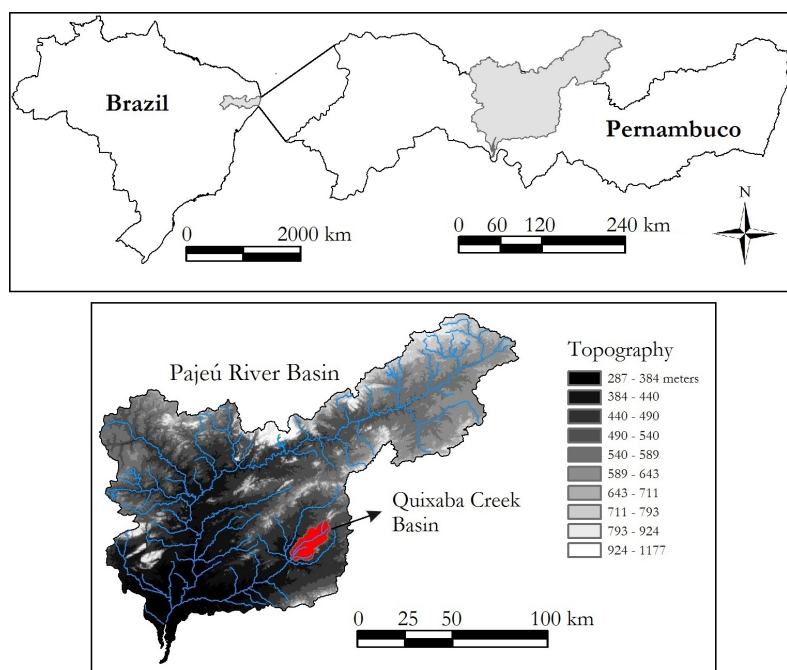 Brazil
Pernambuco
N
0 2000 km
0 60 120 240 km
Pajeú River Basin
Topography
287 - 384 meters
384 - 440
440 - 490
490 - 540
540 - 589
589 - 643
643 - 711
711 - 793
793 - 924
924 - 1177
Quixaba Creek
Basin
0 25 50 100 km